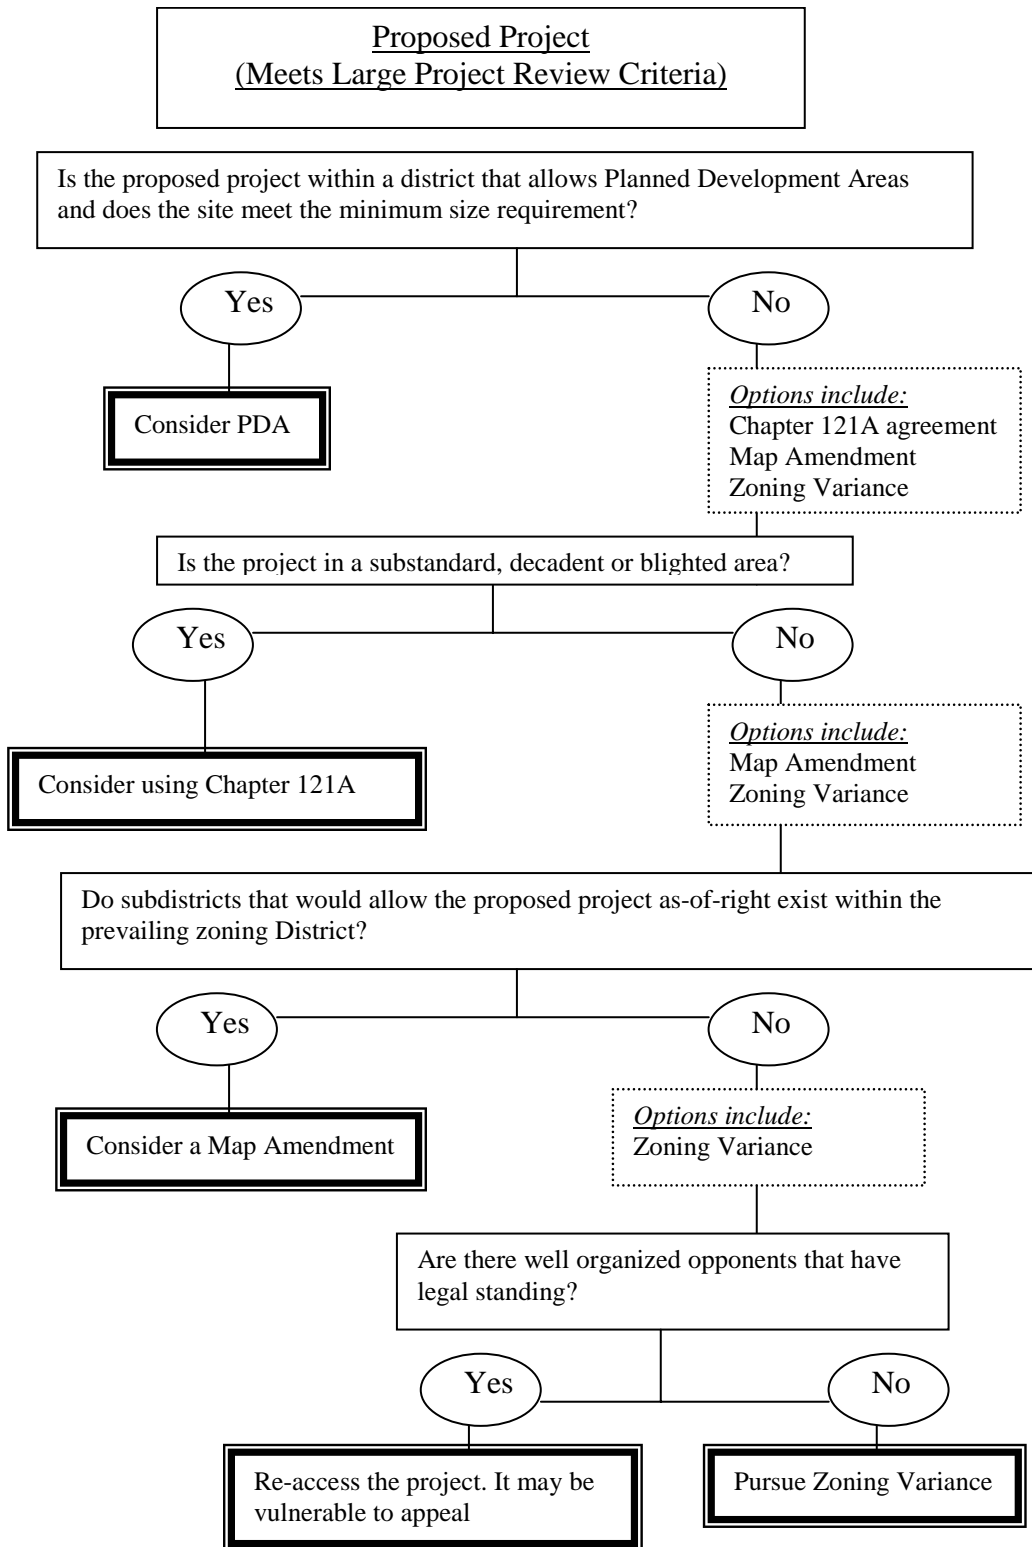 Proposed Project
(Meets Large Project Review Criteria)
Is the proposed project within a district that allows Planned Development Areas
and does the site meet the minimum size requirement?
Yes
No
Consider PDA
Options include:
Chapter 121A agreement
Map Amendment
Zoning Variance
Is the project in a substandard, decadent or blighted area?
Yes
No
Consider using Chapter 121A
Options include:
Map Amendment
Zoning Variance
Do subdistricts that would allow the proposed project as-of-right exist within the
prevailing zoning District?
Yes
No
Consider a Map Amendment
Options include:
Zoning Variance
Are there well organized opponents that have
legal standing?
Yes
No
Re-access the project. It may be
vulnerable to appeal
Pursue Zoning Variance